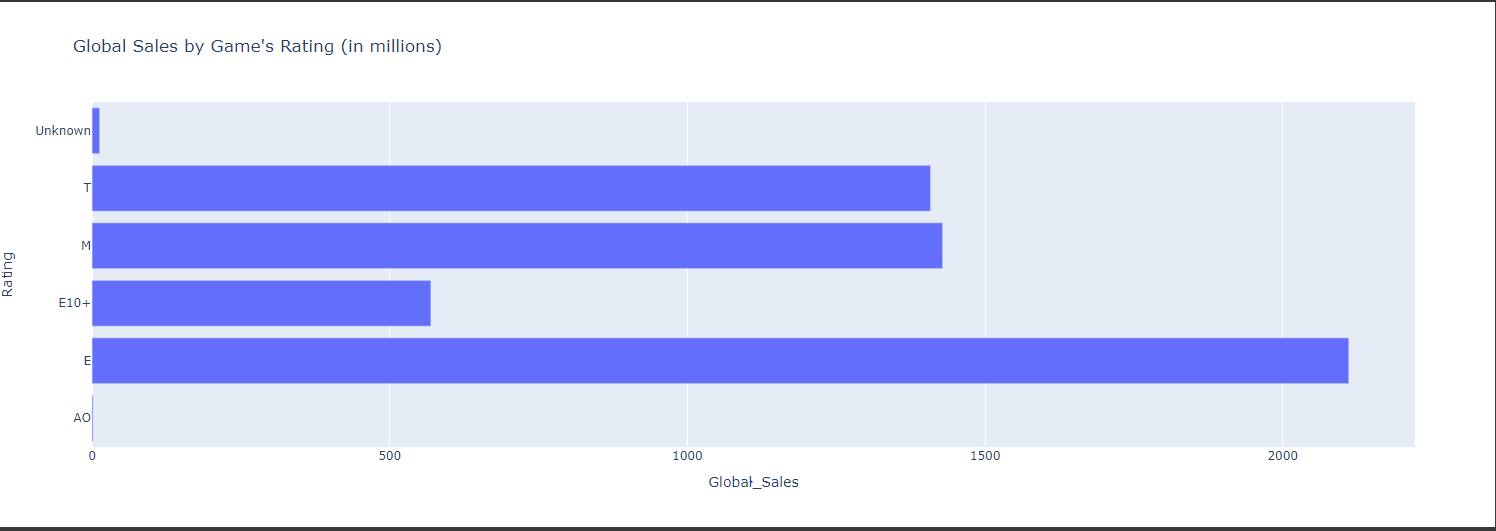 Global Sales by Game's Rating (in millions)
Unknown
T
M
E10+
E
AO
Rating
0 500 1000 1500 2000
Global_Sales